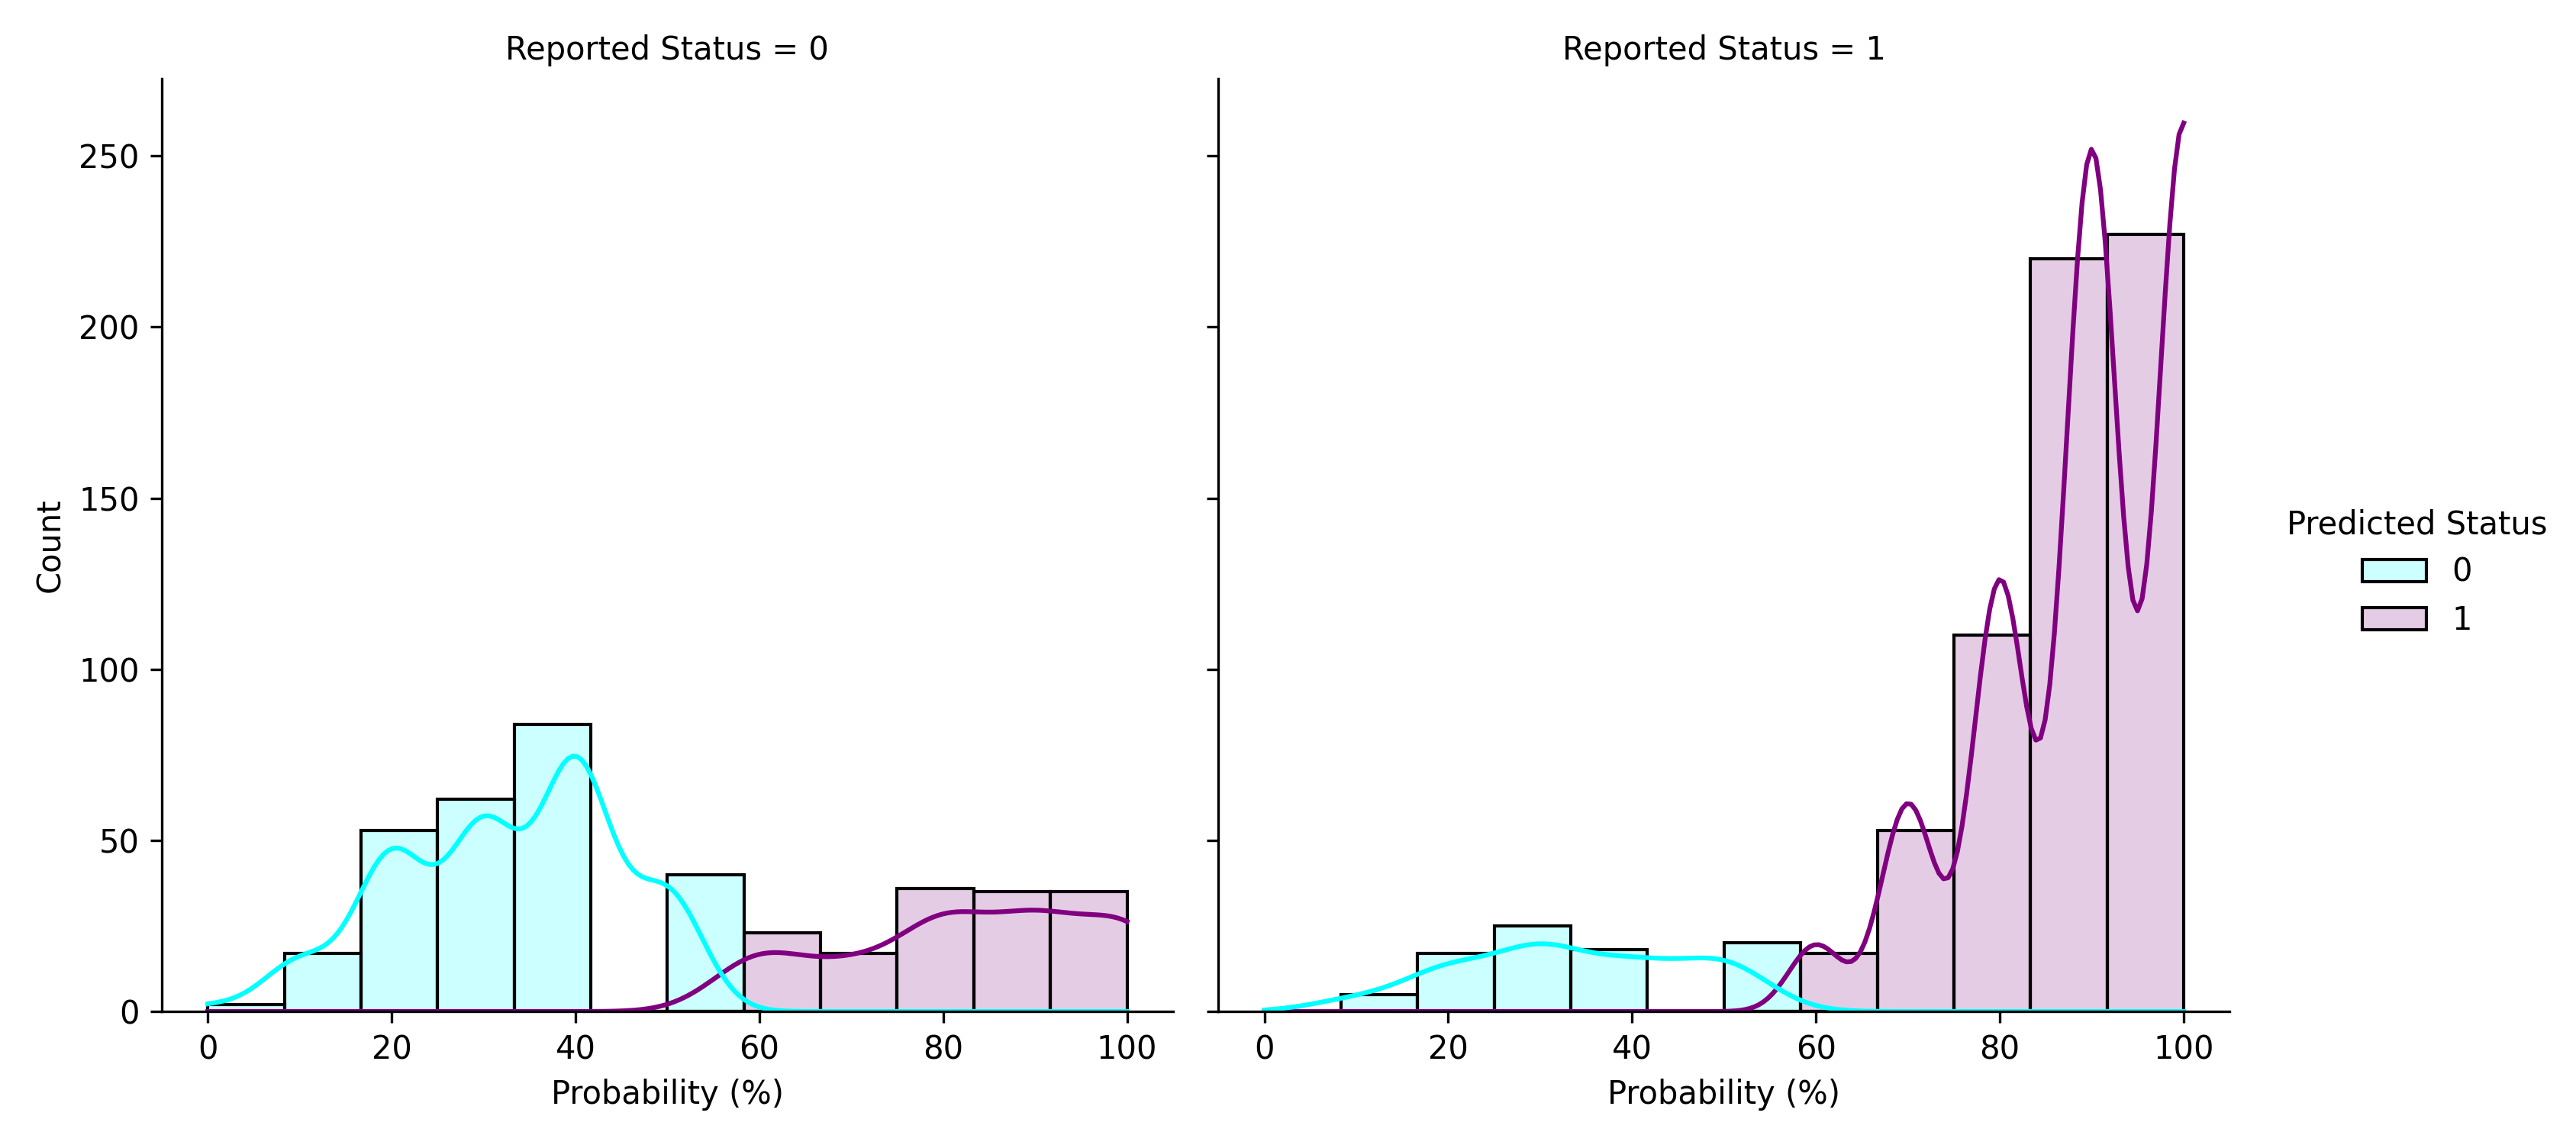 Reported Status = 0
Reported Status = 1
250
200
150
100
50
0
Count
0 20 40 60 80 100
0 20 40 60 80 100
Probability (%)
Probability (%)
Predicted Status
0
1